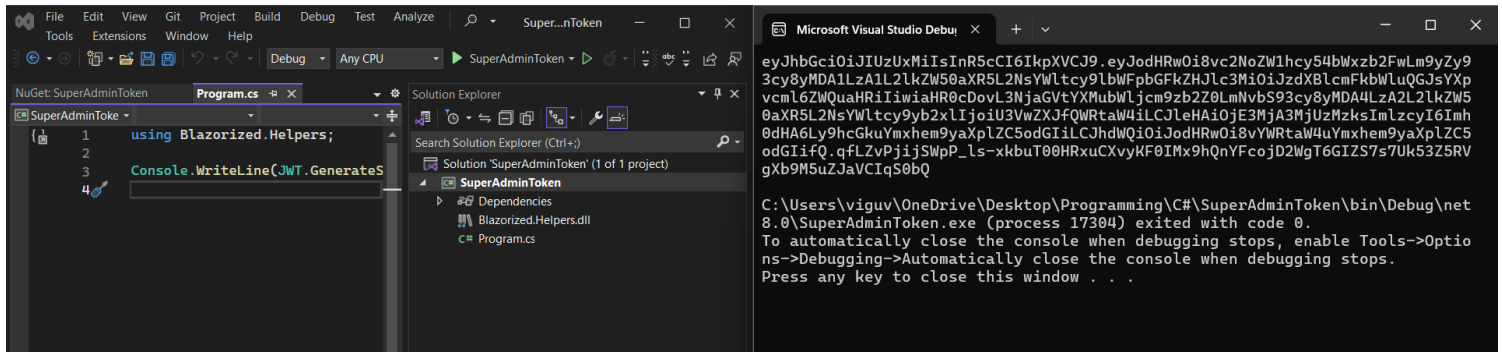 File Edit View Git Project Build Debug Test Analyze
Super...nToken
Tools Extensions Window Help
Debug Any CPU SuperAdminToken
NuGet: SuperAdminToken Program.cs
SuperAdminToke
1 using Blazorized.Helpers;
2
3 Console.WriteLine(JWT.GenerateS
4
Solution Explorer
Search Solution Explorer (Ctrl+;)
Solution 'SuperAdminToken' (1 of 1 project)
SuperAdminToken
Dependencies
Blazorized.Helpers.dll
C# Program.cs
Microsoft Visual Studio Debu
eyJhbGciOiJIUzUxMiIsInR5cCI6IkpXVCJ9.eyJodHRwOi8vc2NoZW1hcy54bWxzb2FwLm9yZy9
3cy8yMDA1LzA1L2lkZW50aXR5L2NsYWltcy9lbWFpbGFkZHJlc3MiOiJzdXBlcmFkbWluQGJsYXp
vcml6ZWQuaHRiIiwiaHR0cDovL3NjaGVtYXMubWljcm9zb2Z0LmNvbS93cy8yMDA4LzA2L2lkZW5
0aXR5L2NsYWltcy9yb2xlIjoiU3VwZXJfQWRtaW4iLCJleHAiOjE3MjA3MjUzMzksImlzcyI6Imh
0dHA6Ly9hcGkuYmxhem9yaXplZC5odGIiLCJhdWQiOiJodHRwOi8vYWRtaW4uYmxhem9yaXplZC5
odGIifQ.qfLZvPjijSWpP_ls-xkbuT00HRxuCXvyKF0IMx9hQnYFcojD2WgT6GIZS7s7Uk53Z5RV
gXb9M5uZJaVCIqS0bQ
C:\Users\viguv\OneDrive\Desktop\Programming\C#\SuperAdminToken\bin\Debug\net
8.0\SuperAdminToken.exe (process 17304) exited with code 0.
To automatically close the console when debugging stops, enable Tools->Optio
ns->Debugging->Automatically close the console when debugging stops.
Press any key to close this window . . .